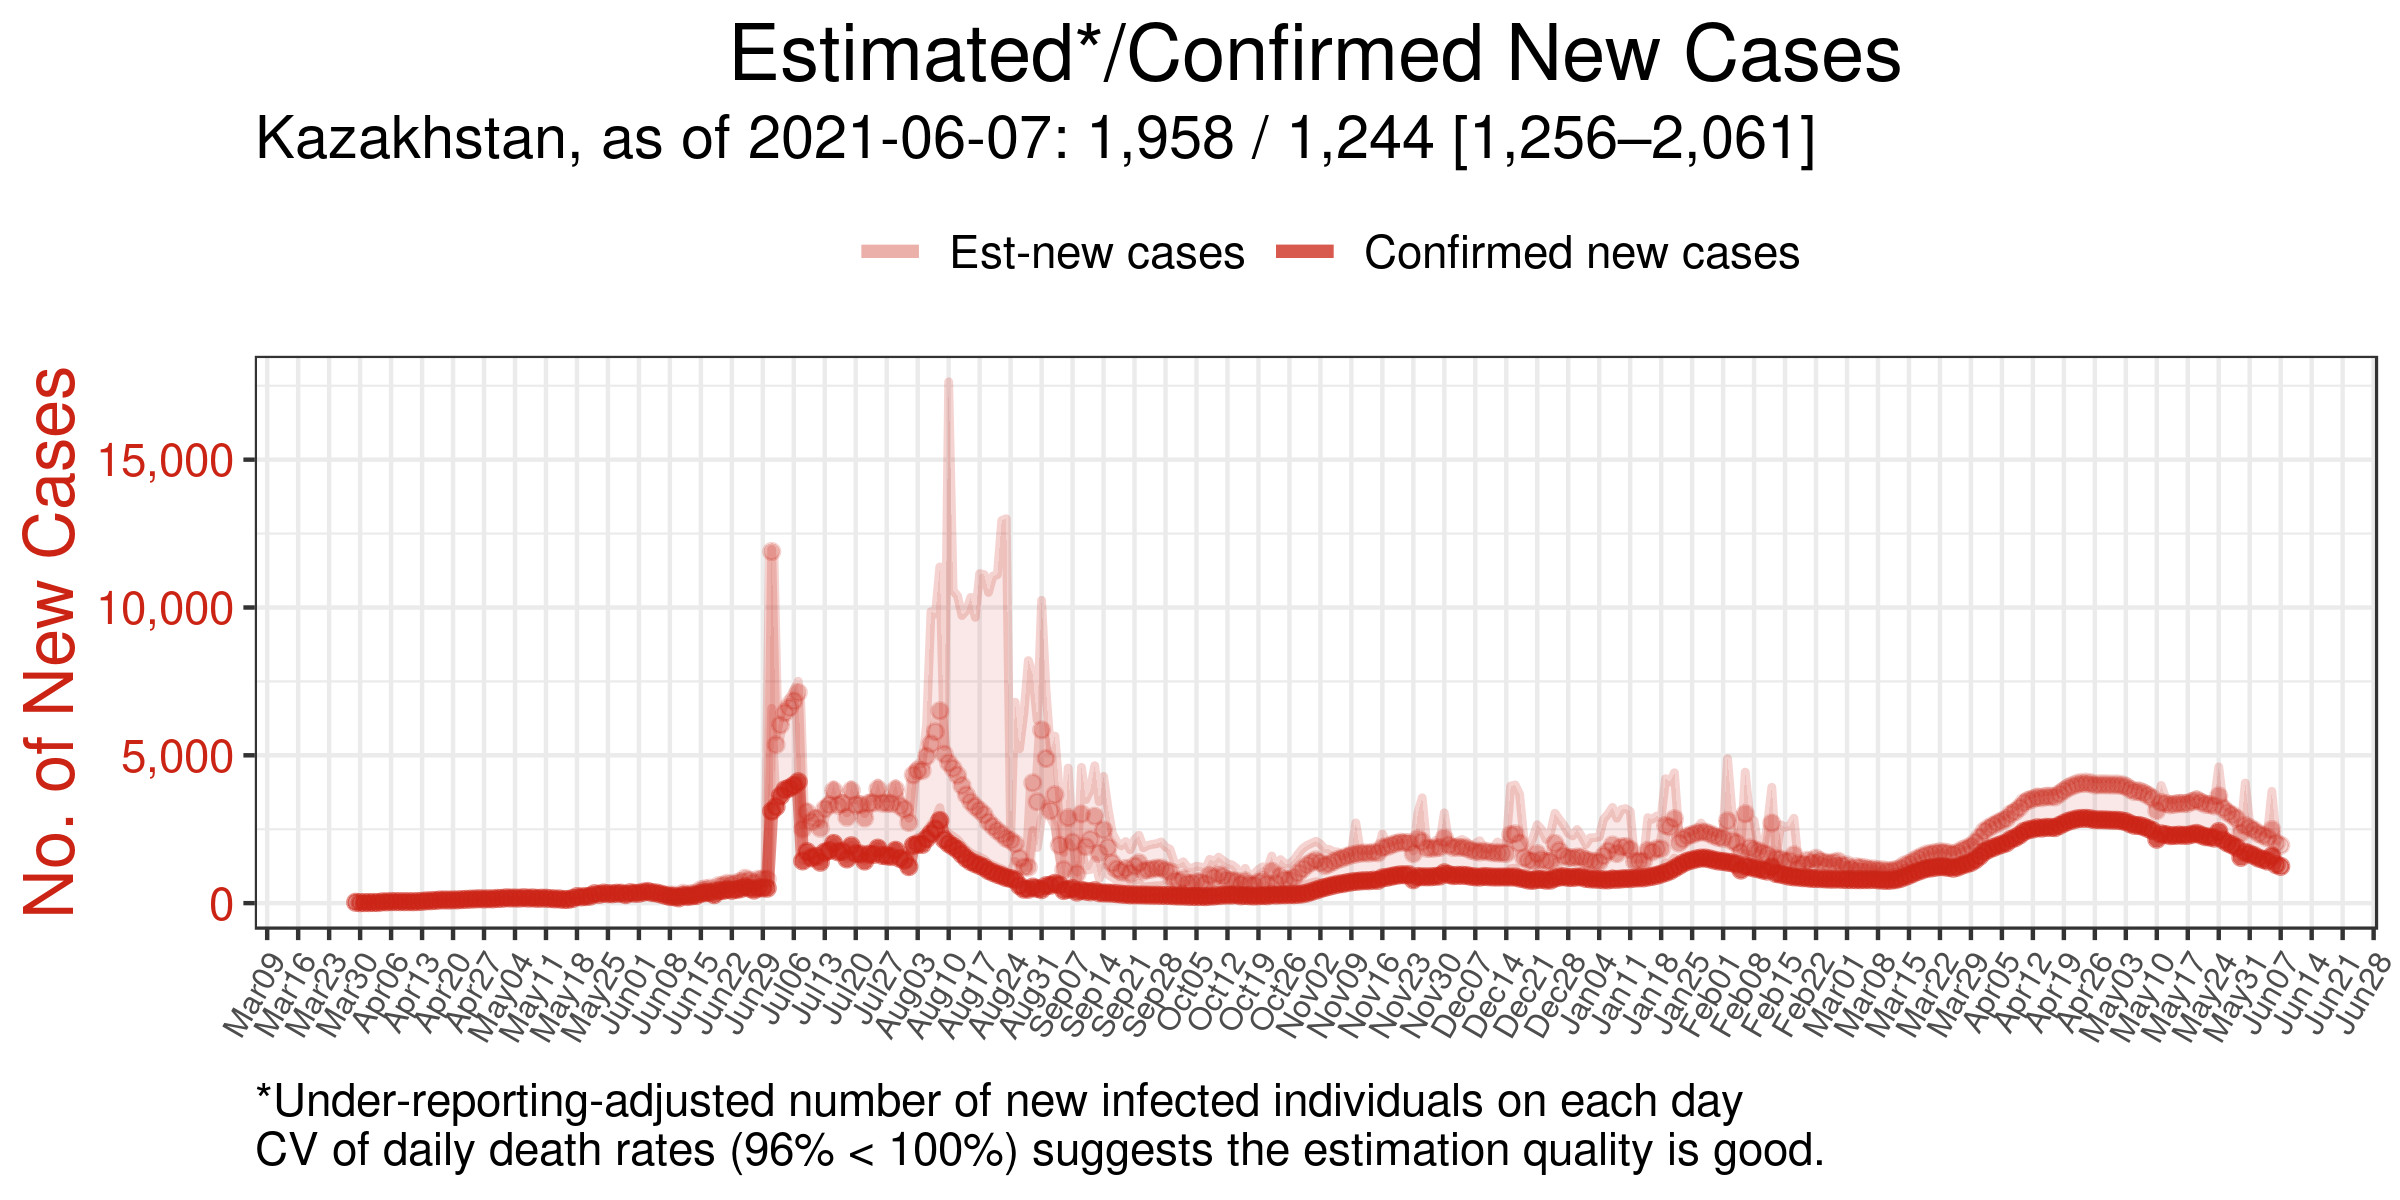 Estimated*/Confirmed New Cases
Kazakhstan, as of 2021-06-07: 1,958 / 1,244 [1,256–2,061]
Est-new cases
Confirmed new cases
No. of New Cases
15,000
10,000
5,000
0
Mar09
Mar16
Mar23
Mar30
Apr06
Apr13
Apr20
Apr27
May04
May11
May18
May25
Jun01
Jun08
Jun15
Jun22
Jun29
Jul06
Jul13
Jul20
Jul27
Aug03
Aug10
Aug17
Aug24
Aug31
Sep07
Sep14
Sep21
Sep28
Oct05
Oct12
Oct19
Oct26
Nov02
Nov09
Nov16
Nov23
Nov30
Dec07
Dec14
Dec21
Dec28
Jan04
Jan11
Jan18
Jan25
Feb01
Feb08
Feb15
Feb22
Mar01
Mar08
Mar15
Mar22
Mar29
Apr05
Apr12
Apr19
Apr26
May03
May10
May17
May24
May31
Jun07
Jun14
Jun21
Jun28
*Under-reporting-adjusted number of new infected individuals on each day
CV of daily death rates (96% < 100%) suggests the estimation quality is good.